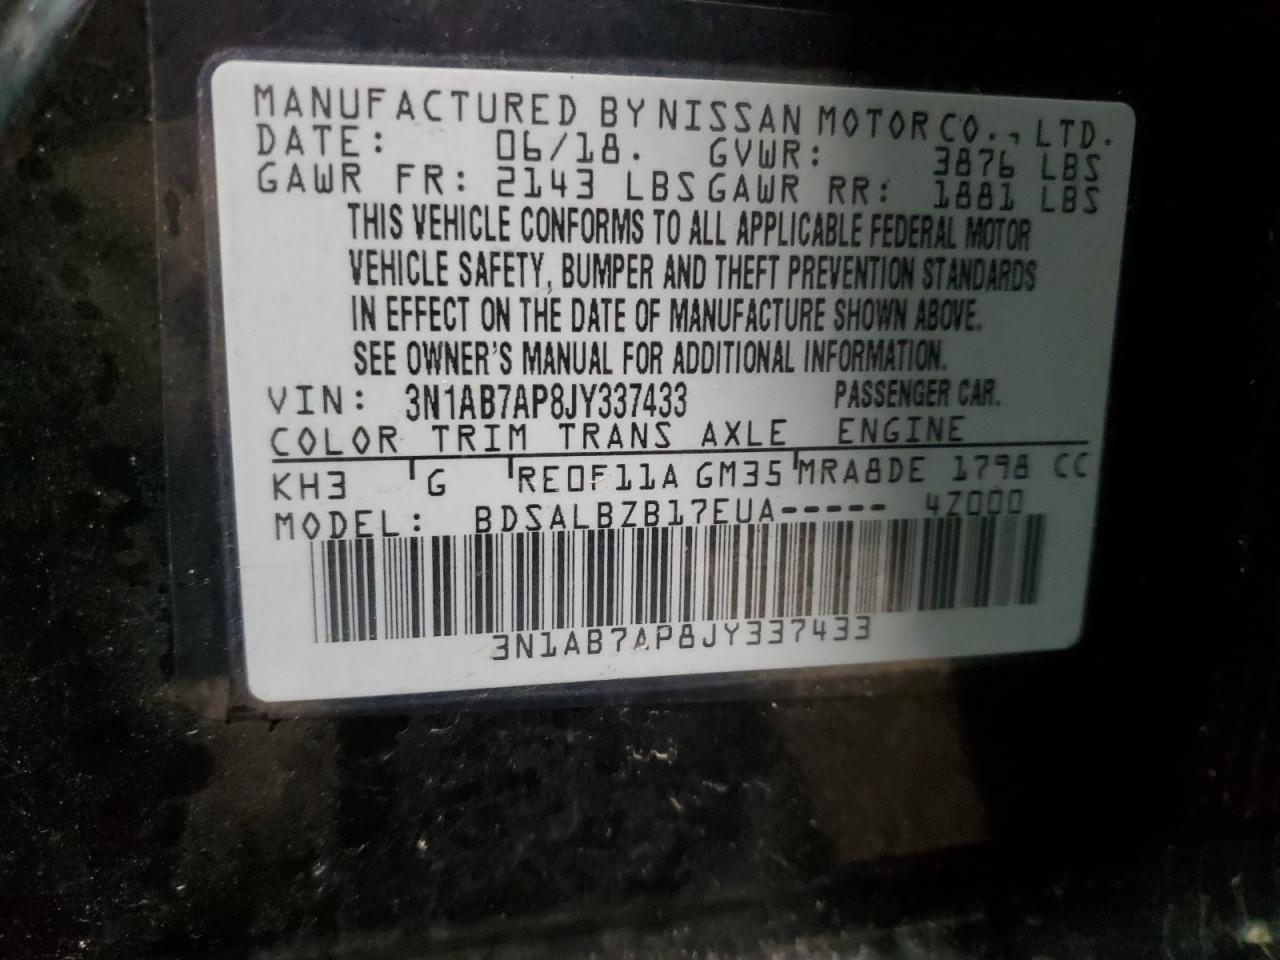 MANUFACTURED BY NISSAN MOTOR CO., LTD.
DATE: 06/18. GVWR: 3876 LBS
GAWR FR: 2143 LBS GAWR RR: 1881 LBS
THIS VEHICLE CONFORMS TO ALL APPLICABLE FEDERAL MOTOR
VEHICLE SAFETY, BUMPER AND THEFT PREVENTION STANDARDS
IN EFFECT ON THE DATE OF MANUFACTURE SHOWN ABOVE.
SEE OWNER'S MANUAL FOR ADDITIONAL INFORMATION.
VIN: 3N1AB7AP8JY337433 PASSENGER CAR.
COLOR TRIM TRANS AXLE ENGINE
KH3 G RE0F11A GM35 MRA8DE 1798 CC
MODEL: BDSALBZB17EUA----- 4Z000
3N1AB7AP8JY337433